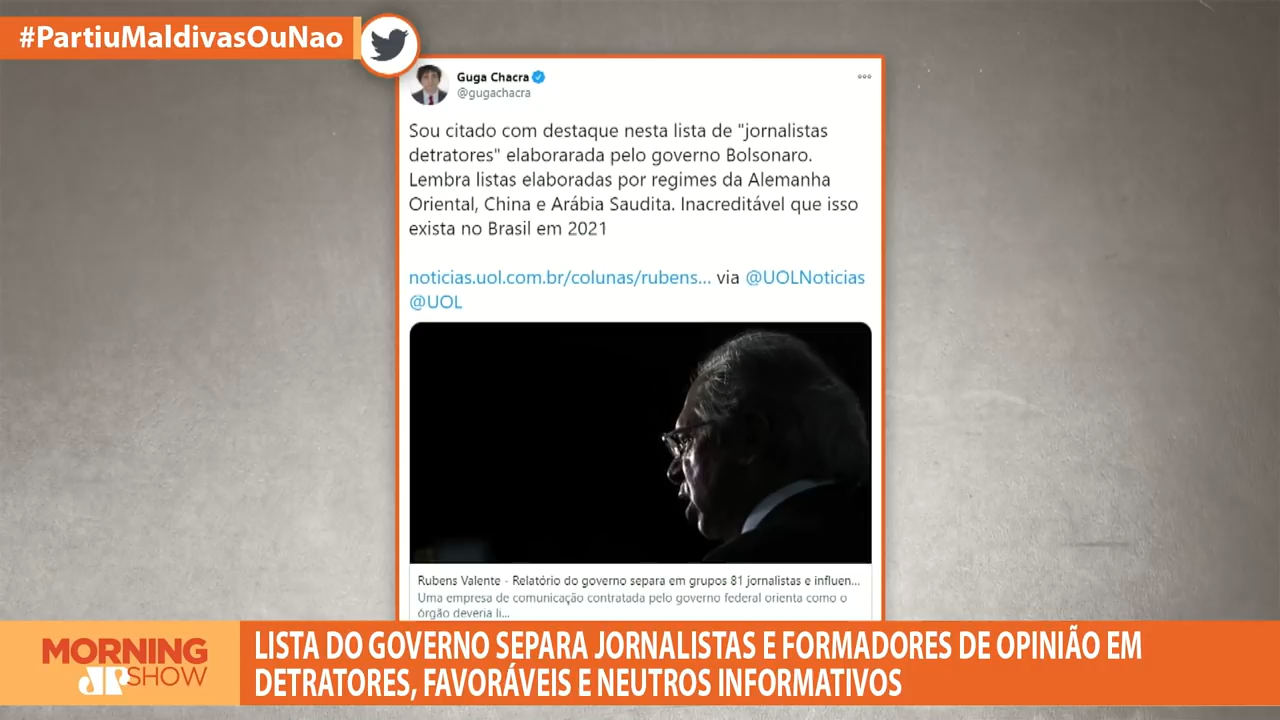 #PartiuMaldivasOuNao
Guga Chacra
@gugachacra
Sou citado com destaque nesta lista de "jornalistas
detratores" elaborarada pelo governo Bolsonaro.
Lembra listas elaboradas por regimes da Alemanha
Oriental, China e Arábia Saudita. Inacreditável que isso
exista no Brasil em 2021
noticias.uol.com.br/colunas/rubens... via @UOLNoticias
@UOL
Rubens Valente - Relatório do governo separa em grupos 81 jornalistas e influen...
Uma empresa de comunicação contratada pelo governo federal orienta como o
órgão deveria li...
MORNING
JP SHOW
LISTA DO GOVERNO SEPARA JORNALISTAS E FORMADORES DE OPINIÃO EM
DETRATORES, FAVORÁVEIS E NEUTROS INFORMATIVOS